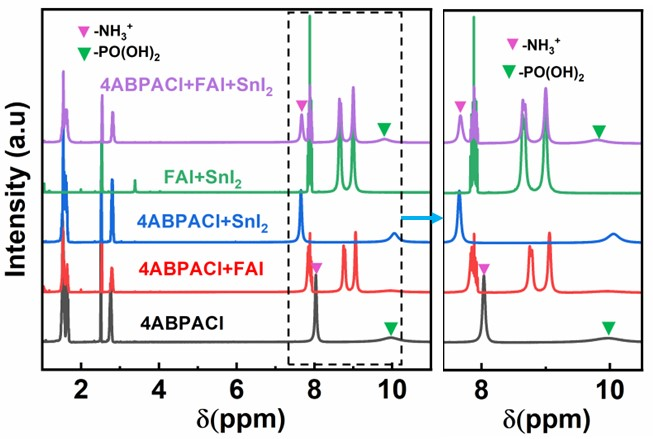 -NH₃⁺
-PO(OH)₂
4ABPACl+FAI+SnI₂
FAI+SnI₂
4ABPACl+SnI₂
4ABPACl+FAI
4ABPACl
Intensity (a.u)
2 4 6 8 10
δ(ppm)
-NH₃⁺
-PO(OH)₂
8 10
δ(ppm)